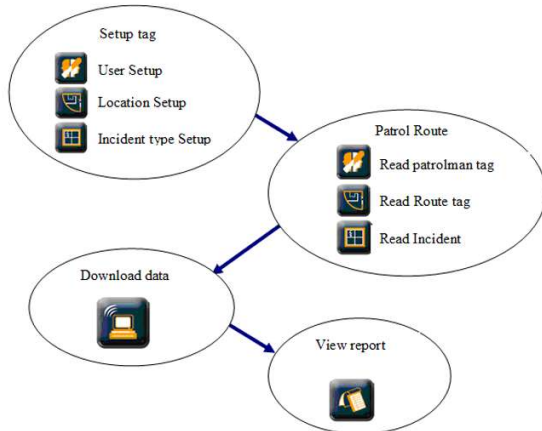 Setup tag
User Setup
Location Setup
Incident type Setup
Patrol Route
Read patrolman tag
Read Route tag
Read Incident
Download data
View report